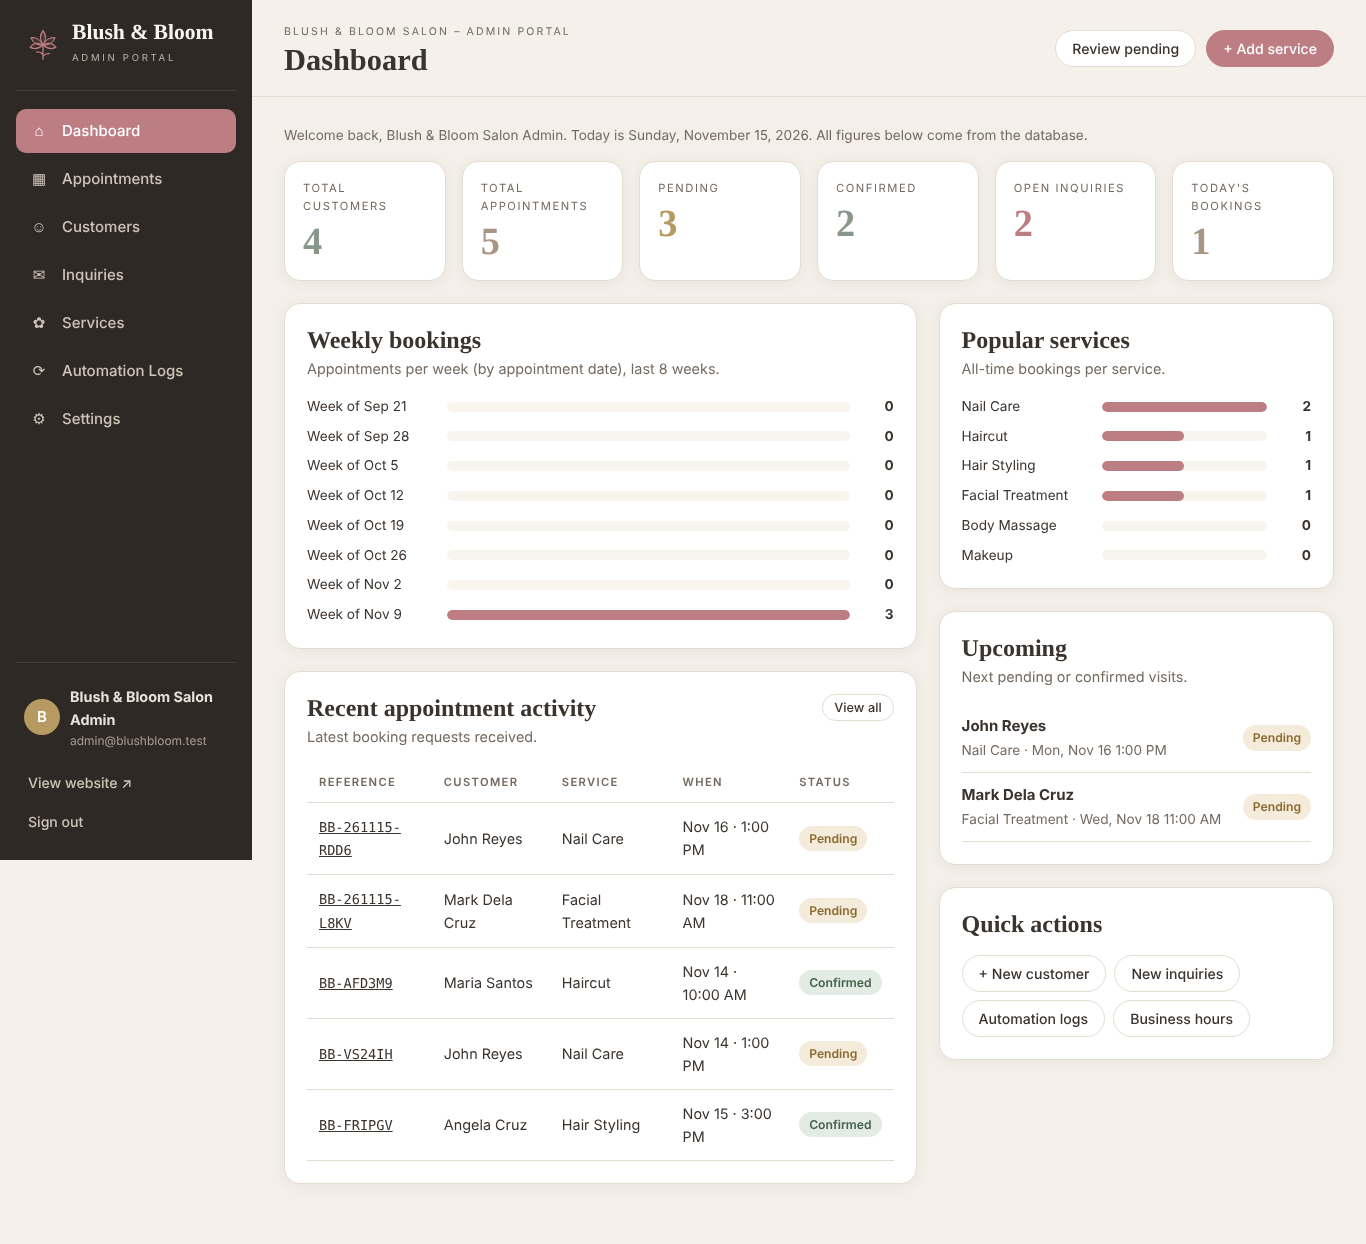 Blush & Bloom
ADMIN PORTAL
Dashboard
Appointments
Customers
Inquiries
Services
Automation Logs
Settings
B
Blush & Bloom Salon
Admin
admin@blushbloom.test
View website ↗
Sign out
BLUSH & BLOOM SALON – ADMIN PORTAL
Dashboard
Review pending
+ Add service
Welcome back, Blush & Bloom Salon Admin. Today is Sunday, November 15, 2026. All figures below come from the database.
TOTAL
CUSTOMERS
4
TOTAL
APPOINTMENTS
5
PENDING
3
CONFIRMED
2
OPEN INQUIRIES
2
TODAY'S
BOOKINGS
1
Weekly bookings
Appointments per week (by appointment date), last 8 weeks.
Week of Sep 21 0
Week of Sep 28 0
Week of Oct 5 0
Week of Oct 12 0
Week of Oct 19 0
Week of Oct 26 0
Week of Nov 2 0
Week of Nov 9 3
Popular services
All-time bookings per service.
Nail Care 2
Haircut 1
Hair Styling 1
Facial Treatment 1
Body Massage 0
Makeup 0
Recent appointment activity
View all
Latest booking requests received.
REFERENCE CUSTOMER SERVICE WHEN STATUS
BB-261115-
RDD6
John Reyes
Nail Care
Nov 16 · 1:00
PM
Pending
BB-261115-
L8KV
Mark Dela
Cruz
Facial
Treatment
Nov 18 · 11:00
AM
Pending
BB-AFD3M9
Maria Santos
Haircut
Nov 14 ·
10:00 AM
Confirmed
BB-VS24IH
John Reyes
Nail Care
Nov 14 · 1:00
PM
Pending
BB-FRIPGV
Angela Cruz
Hair Styling
Nov 15 · 3:00
PM
Confirmed
Upcoming
Next pending or confirmed visits.
John Reyes
Nail Care · Mon, Nov 16 1:00 PM
Pending
Mark Dela Cruz
Facial Treatment · Wed, Nov 18 11:00 AM
Pending
Quick actions
+ New customer
New inquiries
Automation logs
Business hours